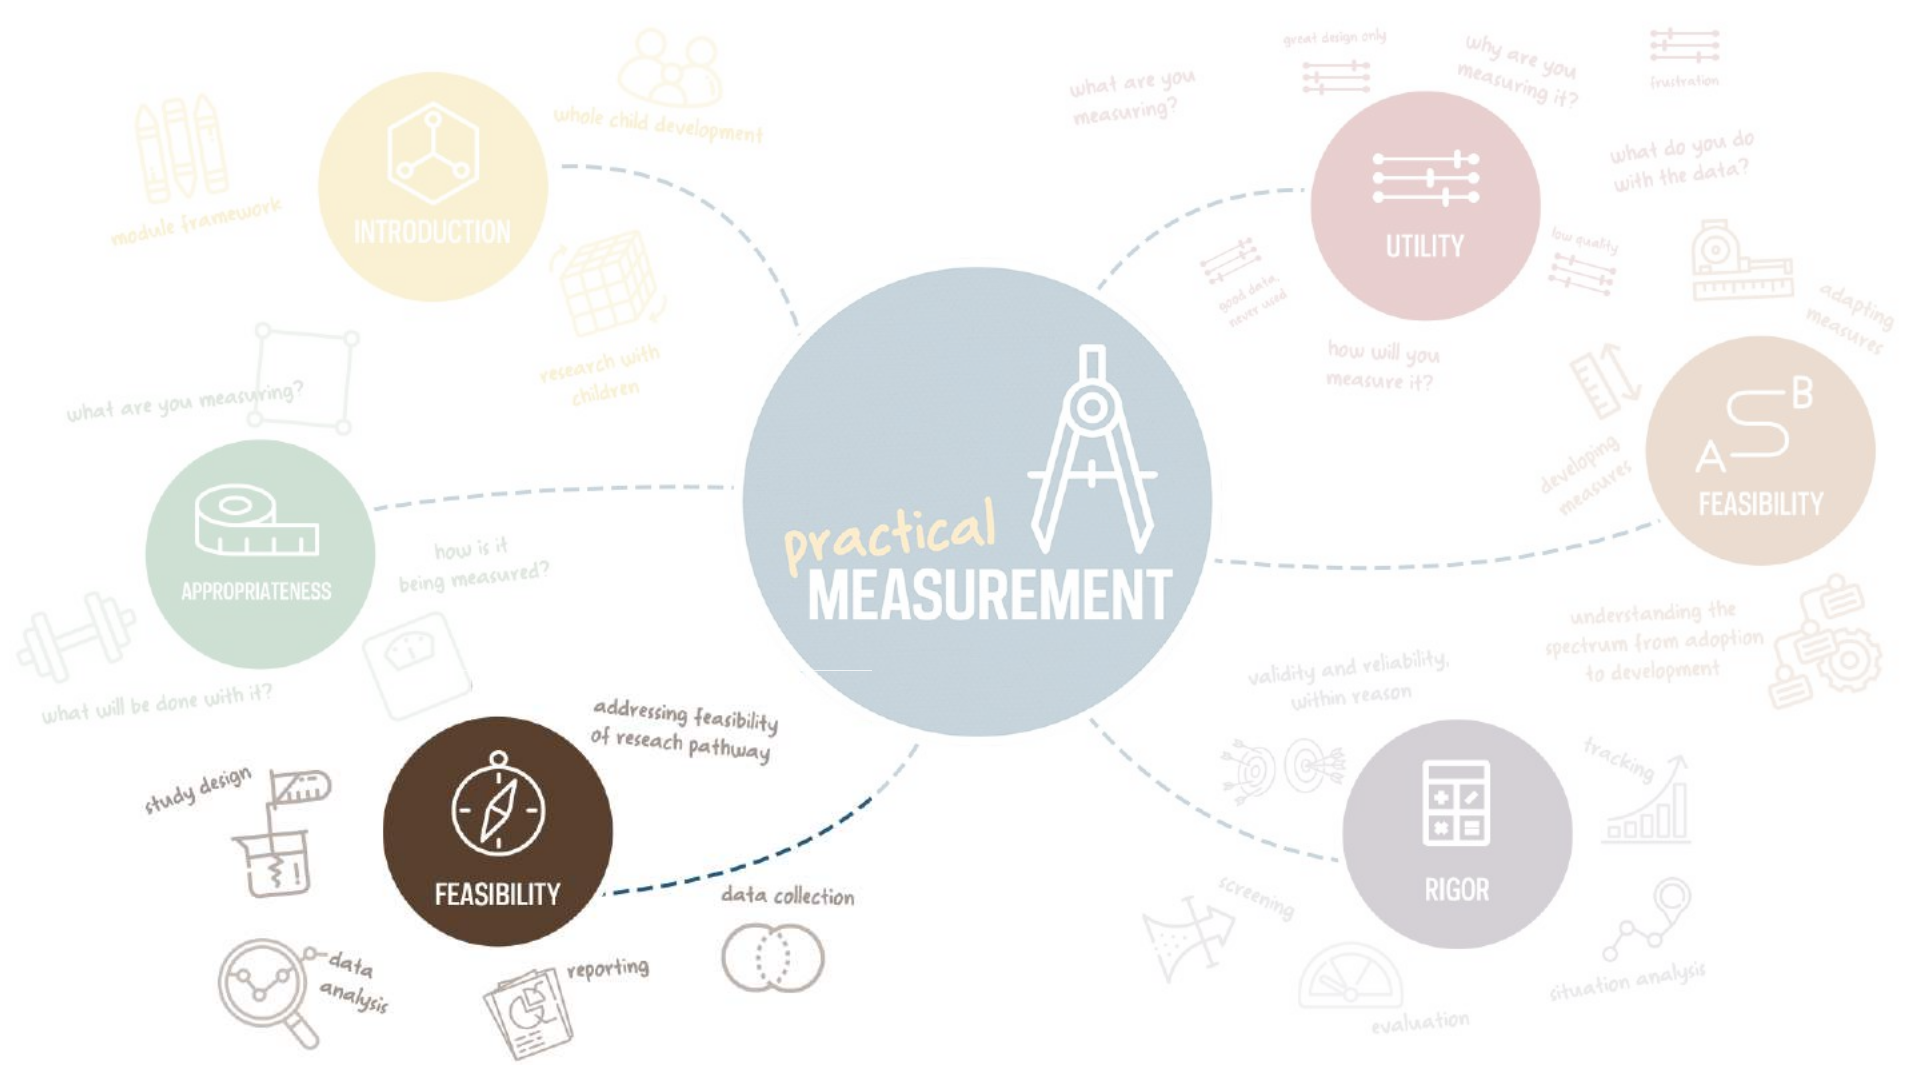 practical
MEASUREMENT
INTRODUCTION
module framework
whole child development
research with
children
APPROPRIATENESS
what are you measuring?
how is it
being measured?
what will be done with it?
FEASIBILITY
addressing feasibility
of reseach pathway
study design
data
analysis
reporting
data collection
UTILITY
what are you
measuring?
great design only
why are you
measuring it?
frustration
what do you do
with the data?
low quality
good data,
never used
how will you
measure it?
A
B
FEASIBILITY
adapting
measures
developing
measures
understanding the
spectrum from adoption
to development
RIGOR
validity and reliability,
within reason
tracking
screening
evaluation
situation analysis